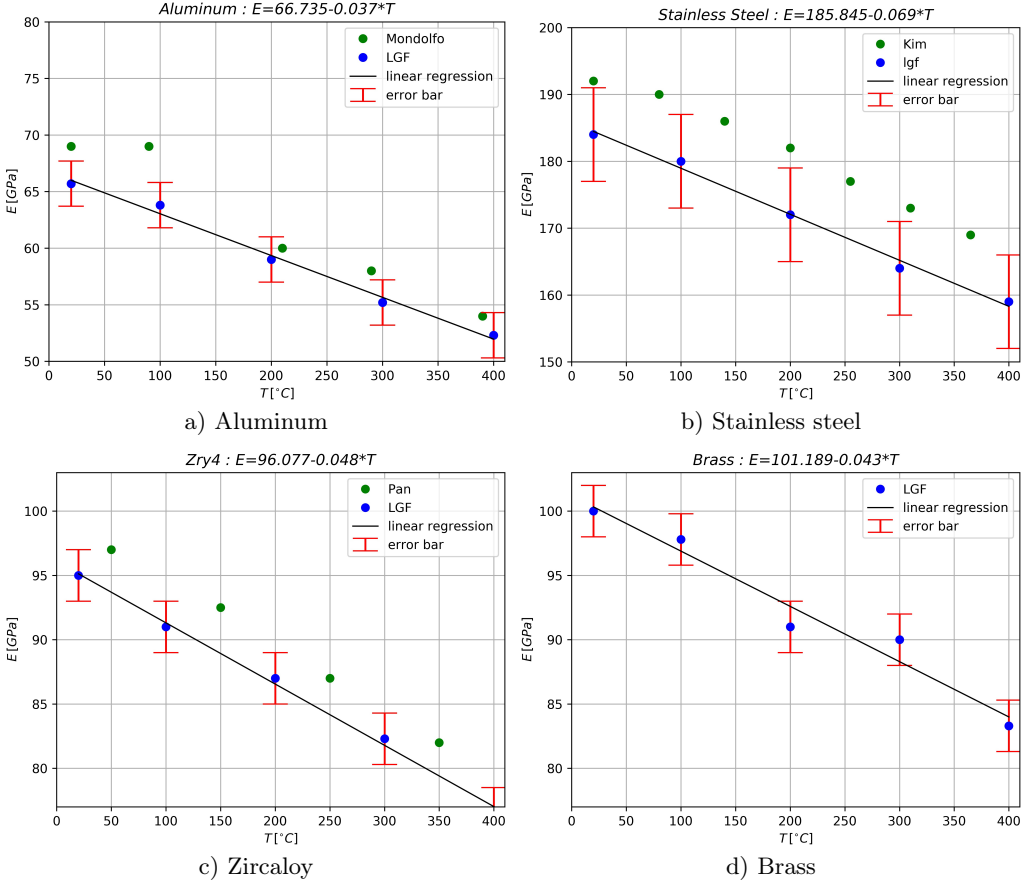 Aluminum : E=66.735-0.037*T
80
75
70
65
60
55
50
E [GPa]
Mondolfo
LGF
linear regression
error bar
0 50 100 150 200 250 300 350 400
T [°C]
a) Aluminum
Stainless Steel : E=185.845-0.069*T
200
190
180
170
160
150
E [GPa]
Kim
lgf
linear regression
error bar
0 50 100 150 200 250 300 350 400
T [°C]
b) Stainless steel
Zry4 : E=96.077-0.048*T
100
95
90
85
80
E [GPa]
Pan
LGF
linear regression
error bar
0 50 100 150 200 250 300 350 400
T [°C]
c) Zircaloy
Brass : E=101.189-0.043*T
100
95
90
85
80
E [GPa]
LGF
linear regression
error bar
0 50 100 150 200 250 300 350 400
T [°C]
d) Brass